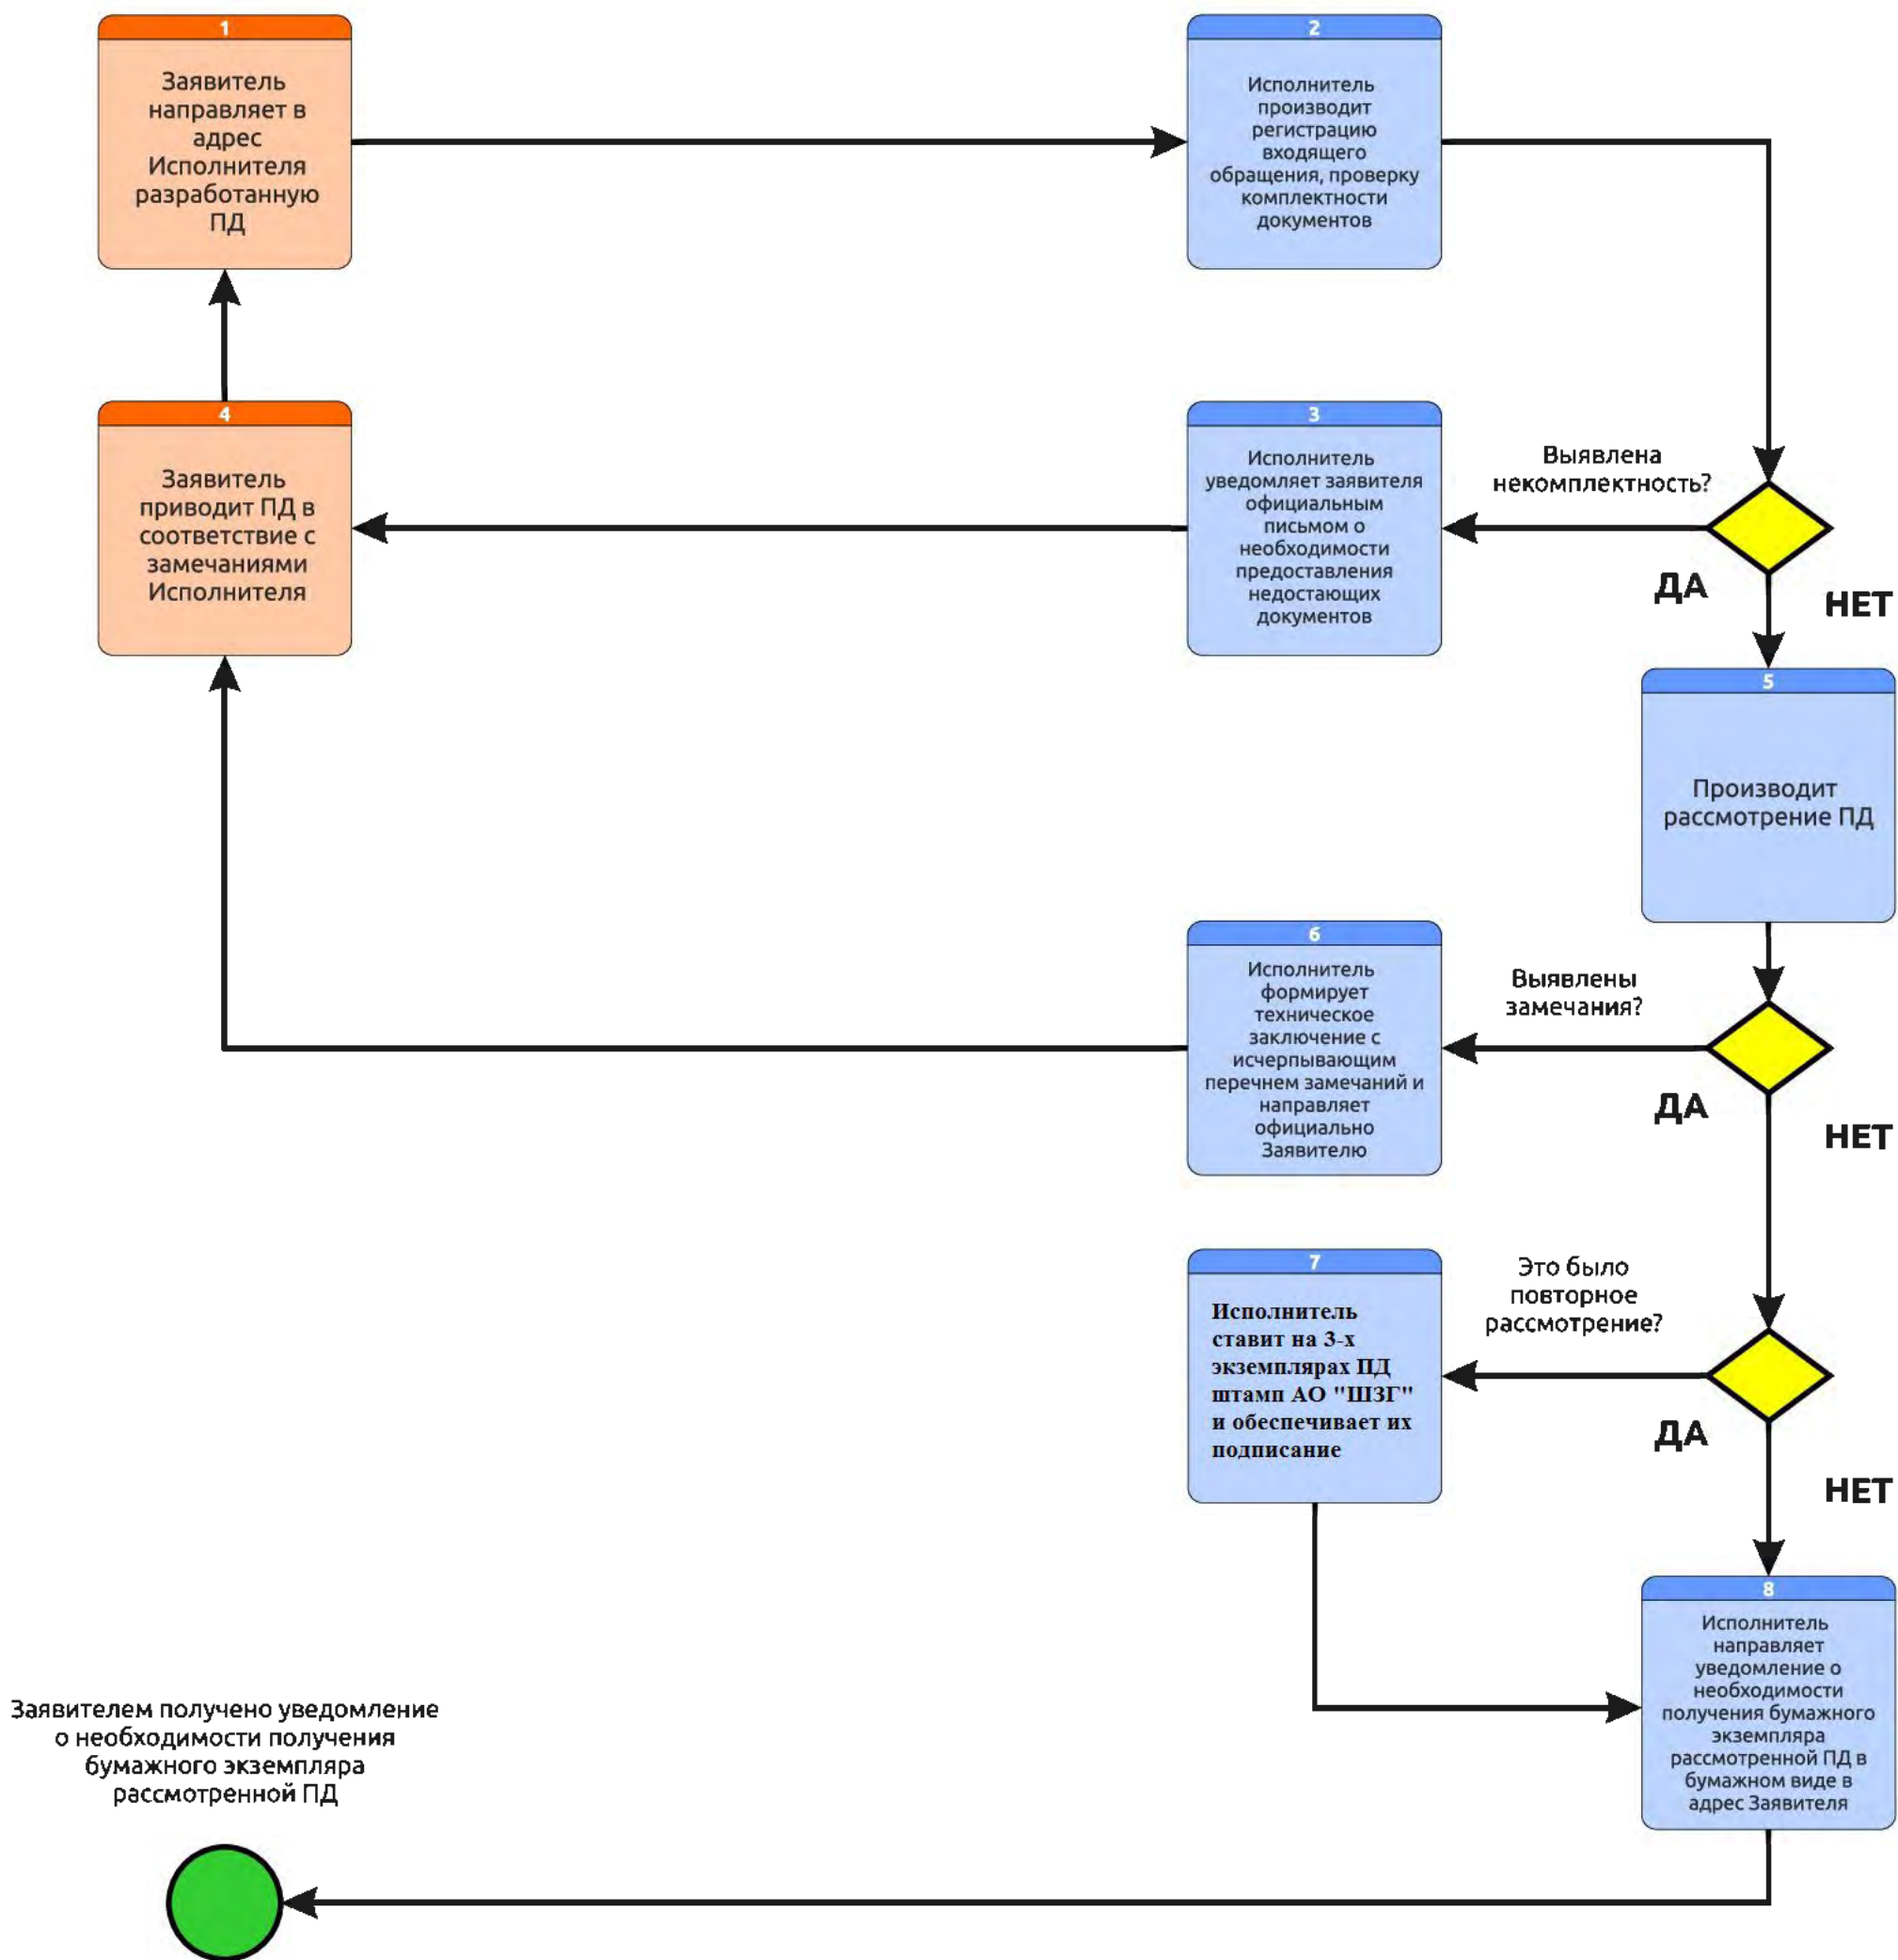 1
Заявитель
направляет в
адрес
Исполнителя
разработанную
ПД
2
Исполнитель
производит
регистрацию
входящего
обращения, проверку
комплектности
документов
4
Заявитель
приводит ПД в
соответствие с
замечаниями
Исполнителя
3
Исполнитель
уведомляет заявителя
официальным
письмом о
необходимости
предоставления
недостающих
документов
Выявлена
некомплектность?
ДА
НЕТ
5
Производит
рассмотрение ПД
6
Исполнитель
формирует
техническое
заключение с
исчерпывающим
перечнем замечаний и
направляет
официально
Заявителю
Выявлены
замечания?
ДА
НЕТ
7
Исполнитель
ставит на 3-х
экземплярах ПД
штамп АО "ШЗГ"
и обеспечивает их
подписание
Это было
повторное
рассмотрение?
ДА
НЕТ
8
Исполнитель
направляет
уведомление о
необходимости
получения бумажного
экземпляра
рассмотренной ПД в
бумажном виде в
адрес Заявителя
Заявителем получено уведомление
о необходимости получения
бумажного экземпляра
рассмотренной ПД